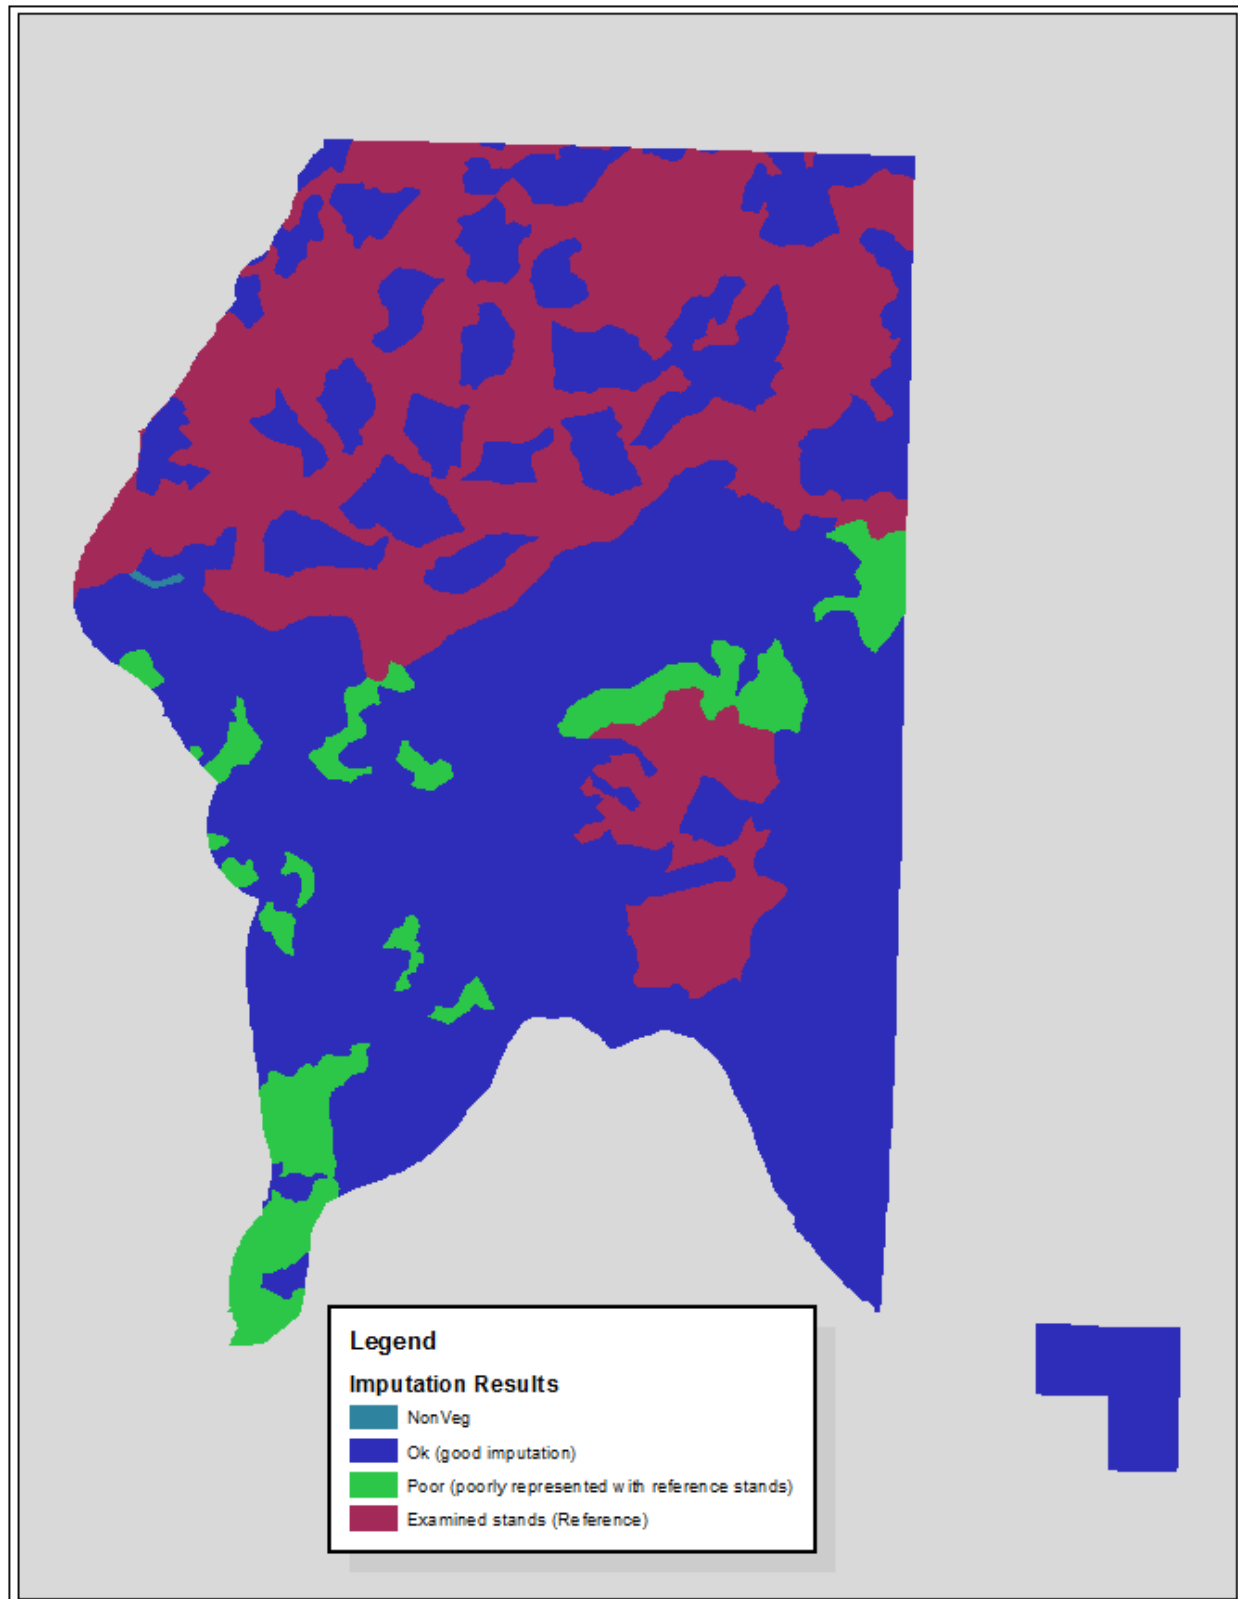 Legend
Imputation Results
NonVeg
Ok (good imputation)
Poor (poorly represented with reference stands)
Examined stands (Reference)